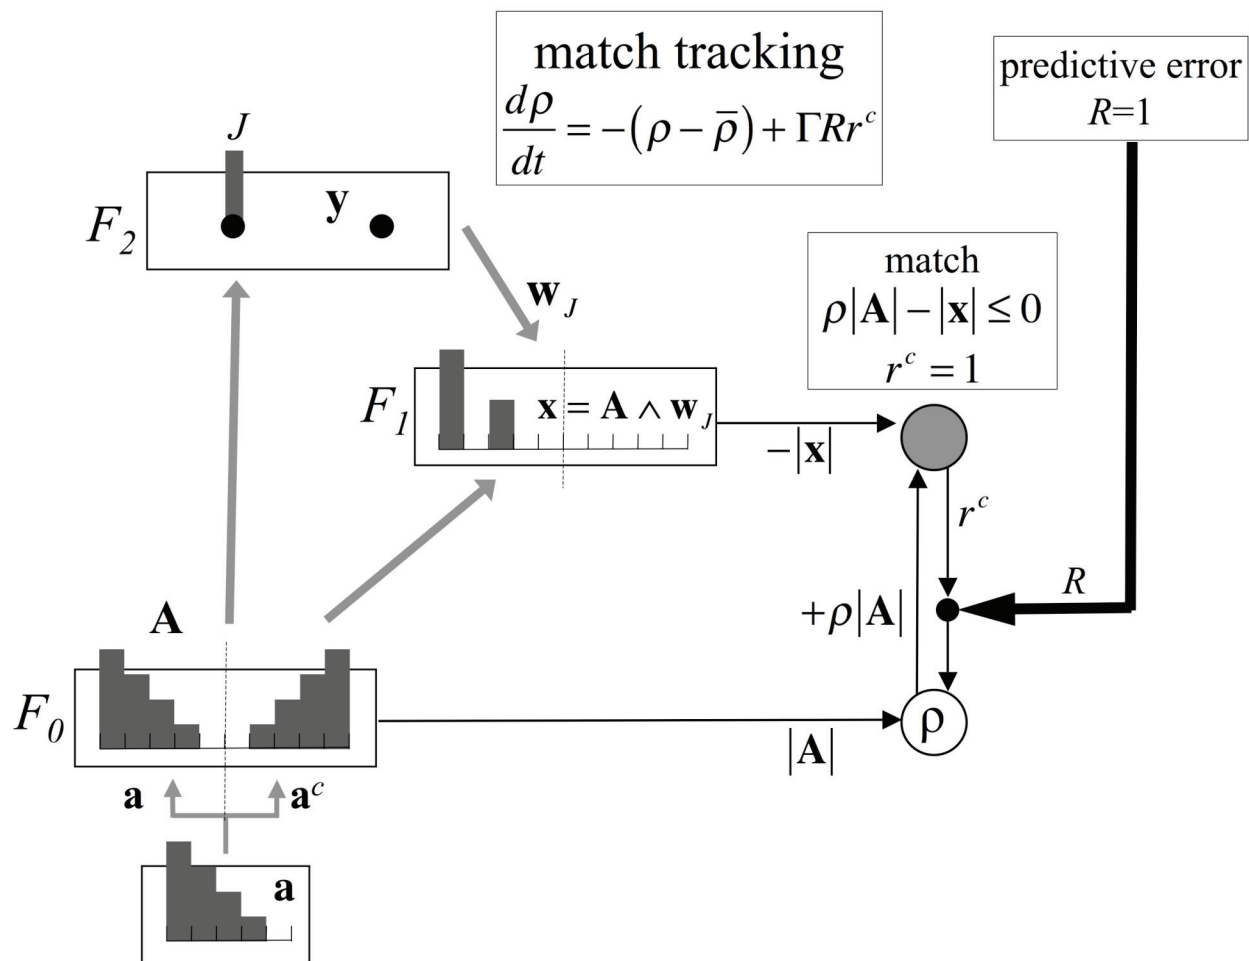 match tracking
dρ/dt = −(ρ − ρ̄) + ΓRr^c
predictive error
R=1
J
y
F_2
w_J
match
ρ|A| − |x| ≤ 0
r^c = 1
F_1
x = A ∧ w_J
−|x|
r^c
R
+ρ|A|
A
F_0
ρ
|A|
a
a^c
a